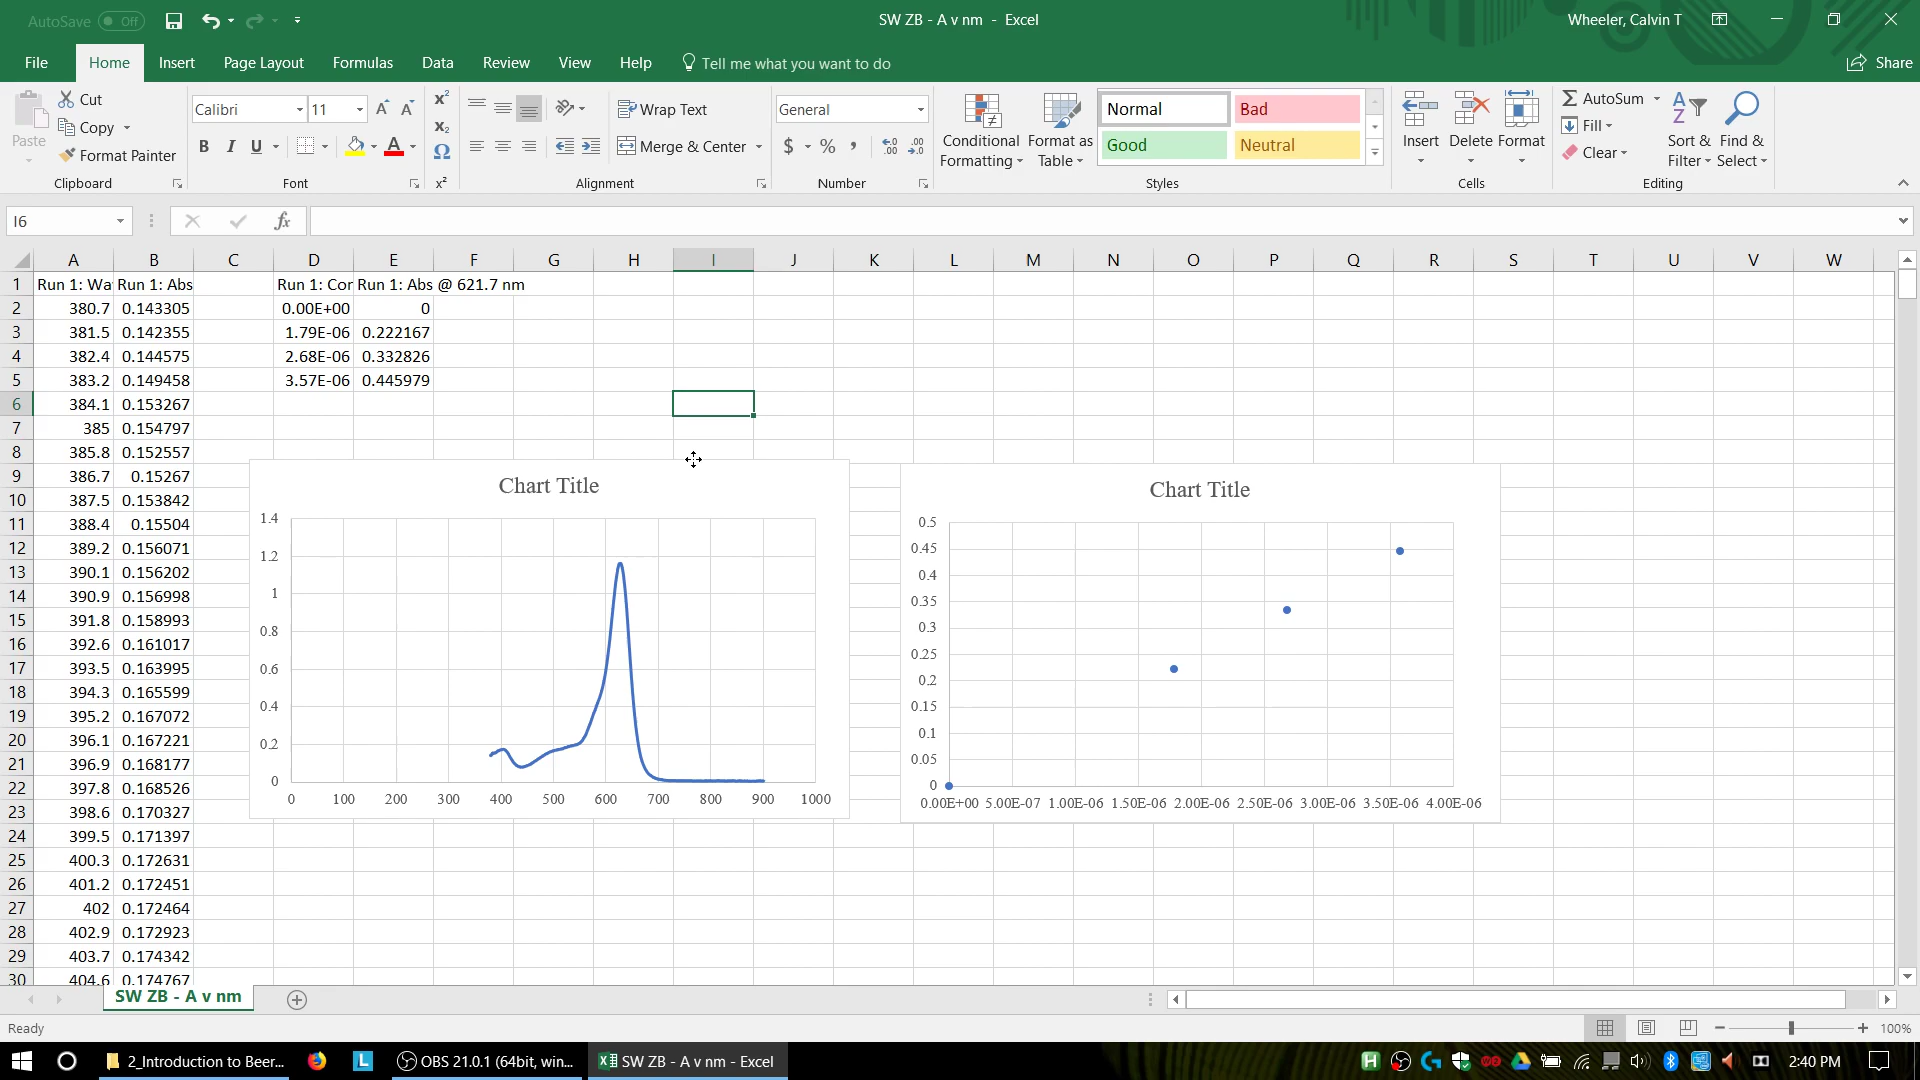 AutoSave Off
SW ZB - A v nm - Excel
Wheeler, Calvin T
File Home Insert Page Layout Formulas Data Review View Help Tell me what you want to do
Share
Paste
Cut
Copy
Format Painter
Clipboard
Calibri 11
B I U
Font
x²
x₂
Ω
x²
Wrap Text
Merge & Center
Alignment
General
$ % ,
Number
Conditional Formatting
Format as Table
Normal Bad
Good Neutral
Styles
Insert Delete Format
Cells
AutoSum
Fill
Clear
Sort & Filter
Find & Select
Editing
I6
fx
A B C D E F G H I J K L M N O P Q R S T U V W
1 Run 1: Wa Run 1: Abs Run 1: Cor Run 1: Abs @ 621.7 nm
2 380.7 0.143305 0.00E+00 0
3 381.5 0.142355 1.79E-06 0.222167
4 382.4 0.144575 2.68E-06 0.332826
5 383.2 0.149458 3.57E-06 0.445979
6 384.1 0.153267
7 385 0.154797
8 385.8 0.152557
9 386.7 0.15267
10 387.5 0.153842
11 388.4 0.15504
12 389.2 0.156071
13 390.1 0.156202
14 390.9 0.156998
15 391.8 0.158993
16 392.6 0.161017
17 393.5 0.163995
18 394.3 0.165599
19 395.2 0.167072
20 396.1 0.167221
21 396.9 0.168177
22 397.8 0.168526
23 398.6 0.170327
24 399.5 0.171397
25 400.3 0.172631
26 401.2 0.172451
27 402 0.172464
28 402.9 0.172923
29 403.7 0.174342
30 404.6 0.174767
Chart Title
1.4
1.2
1
0.8
0.6
0.4
0.2
0
0 100 200 300 400 500 600 700 800 900 1000
Chart Title
0.5
0.45
0.4
0.35
0.3
0.25
0.2
0.15
0.1
0.05
0
0.00E+00 5.00E-07 1.00E-06 1.50E-06 2.00E-06 2.50E-06 3.00E-06 3.50E-06 4.00E-06
SW ZB - A v nm
Ready
100%
2_Introduction to Beer...
L
OBS 21.0.1 (64bit, win...
SW ZB - A v nm - Excel
2:40 PM